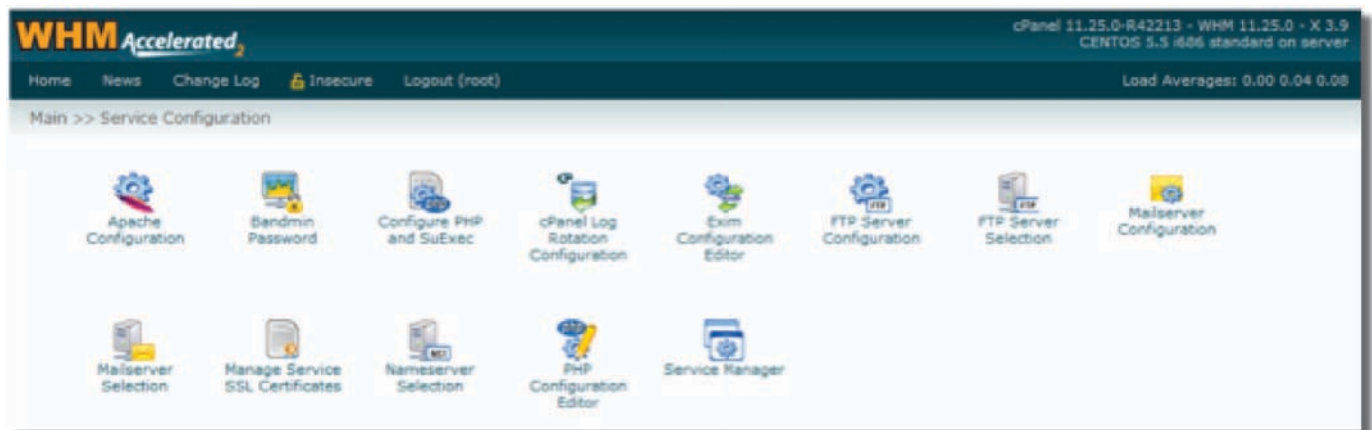 WHM Accelerated2
cPanel 11.25.0-R42213 - WHM 11.25.0 - X 3.9
CENTOS 5.5 i686 standard on server
Home News Change Log Insecure Logout (root)
Load Averages: 0.00 0.04 0.08
Main >> Service Configuration
Apache
Configuration
Bandmin
Password
Configure PHP
and SuExec
cPanel Log
Rotation
Configuration
Exim
Configuration
Editor
FTP Server
Configuration
FTP Server
Selection
Mailserver
Configuration
Mailserver
Selection
Manage Service
SSL Certificates
Nameserver
Selection
PHP
Configuration
Editor
Service Manager